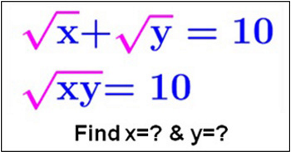 √x+√y = 10
√xy= 10
Find x=? & y=?